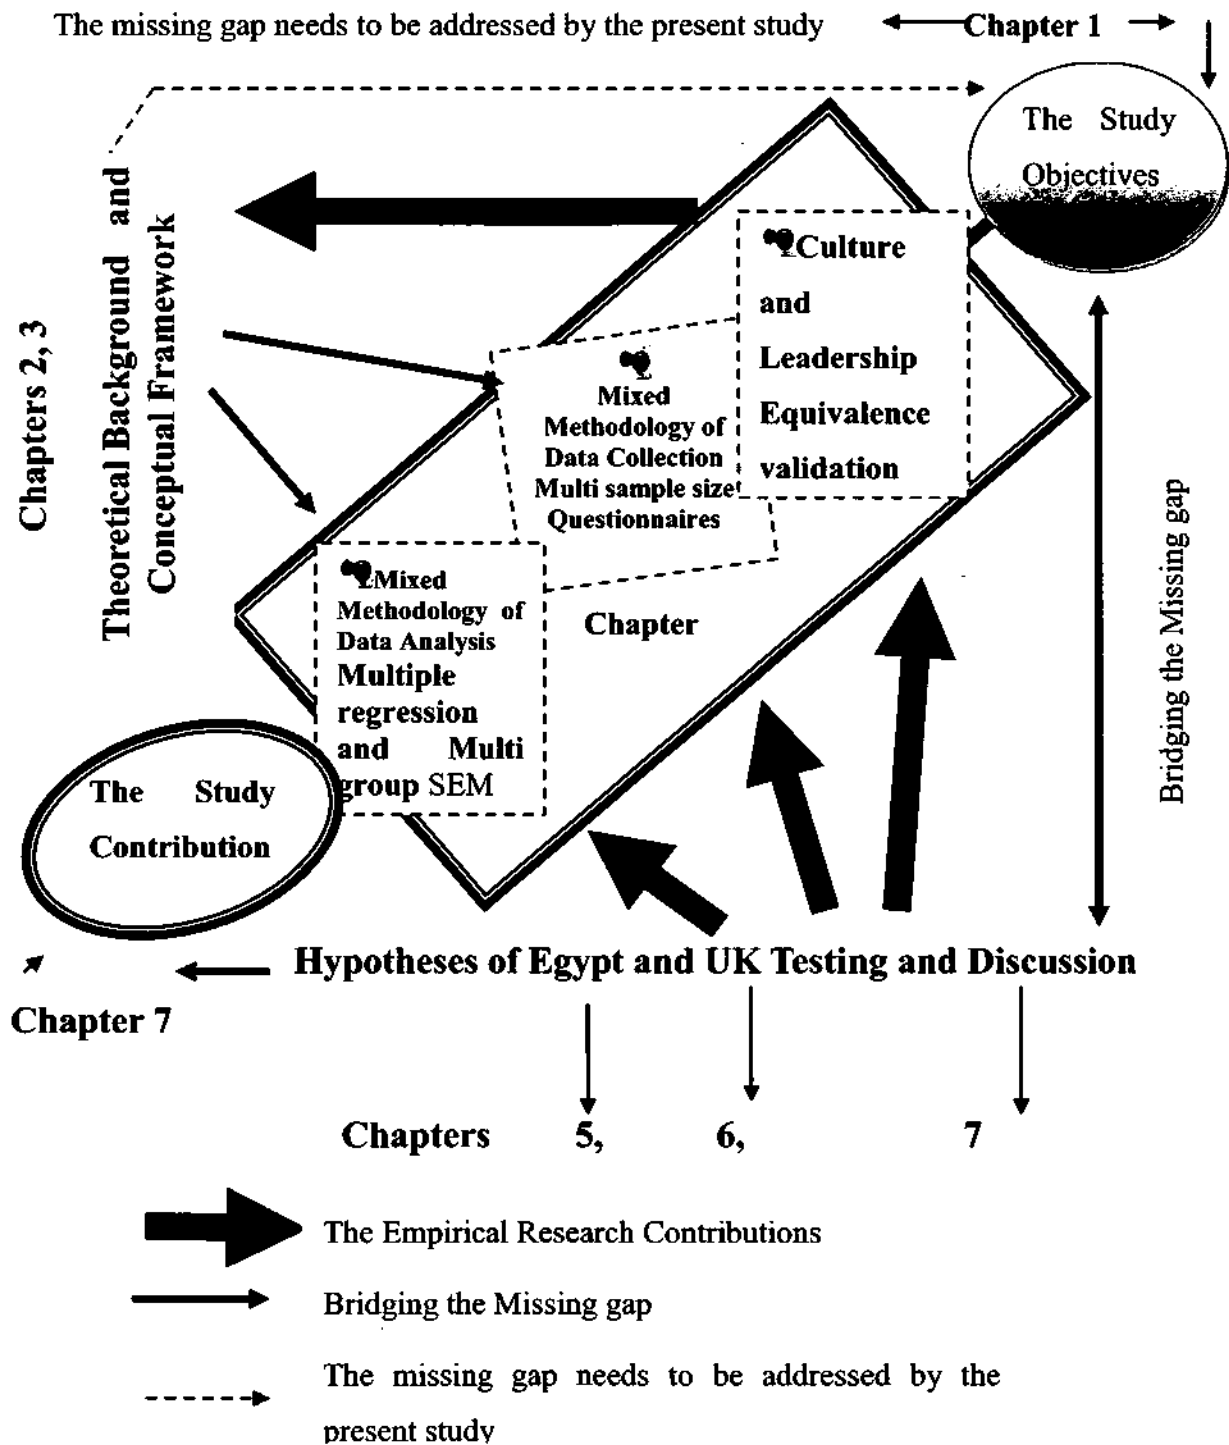 The missing gap needs to be addressed by the present study
Chapter 1
The Study
Objectives
Chapters 2, 3
Theoretical Background and
Conceptual Framework
Culture
and
Leadership
Equivalence
validation
Mixed
Methodology of
Data Collection
Multi sample size
Questionnaires
Mixed
Methodology of
Data Analysis
Multiple
regression
and Multi
group SEM
Chapter
Bridging the Missing gap
The Study
Contribution
Hypotheses of Egypt and UK Testing and Discussion
Chapter 7
Chapters 5, 6, 7
The Empirical Research Contributions
Bridging the Missing gap
The missing gap needs to be addressed by the
present study